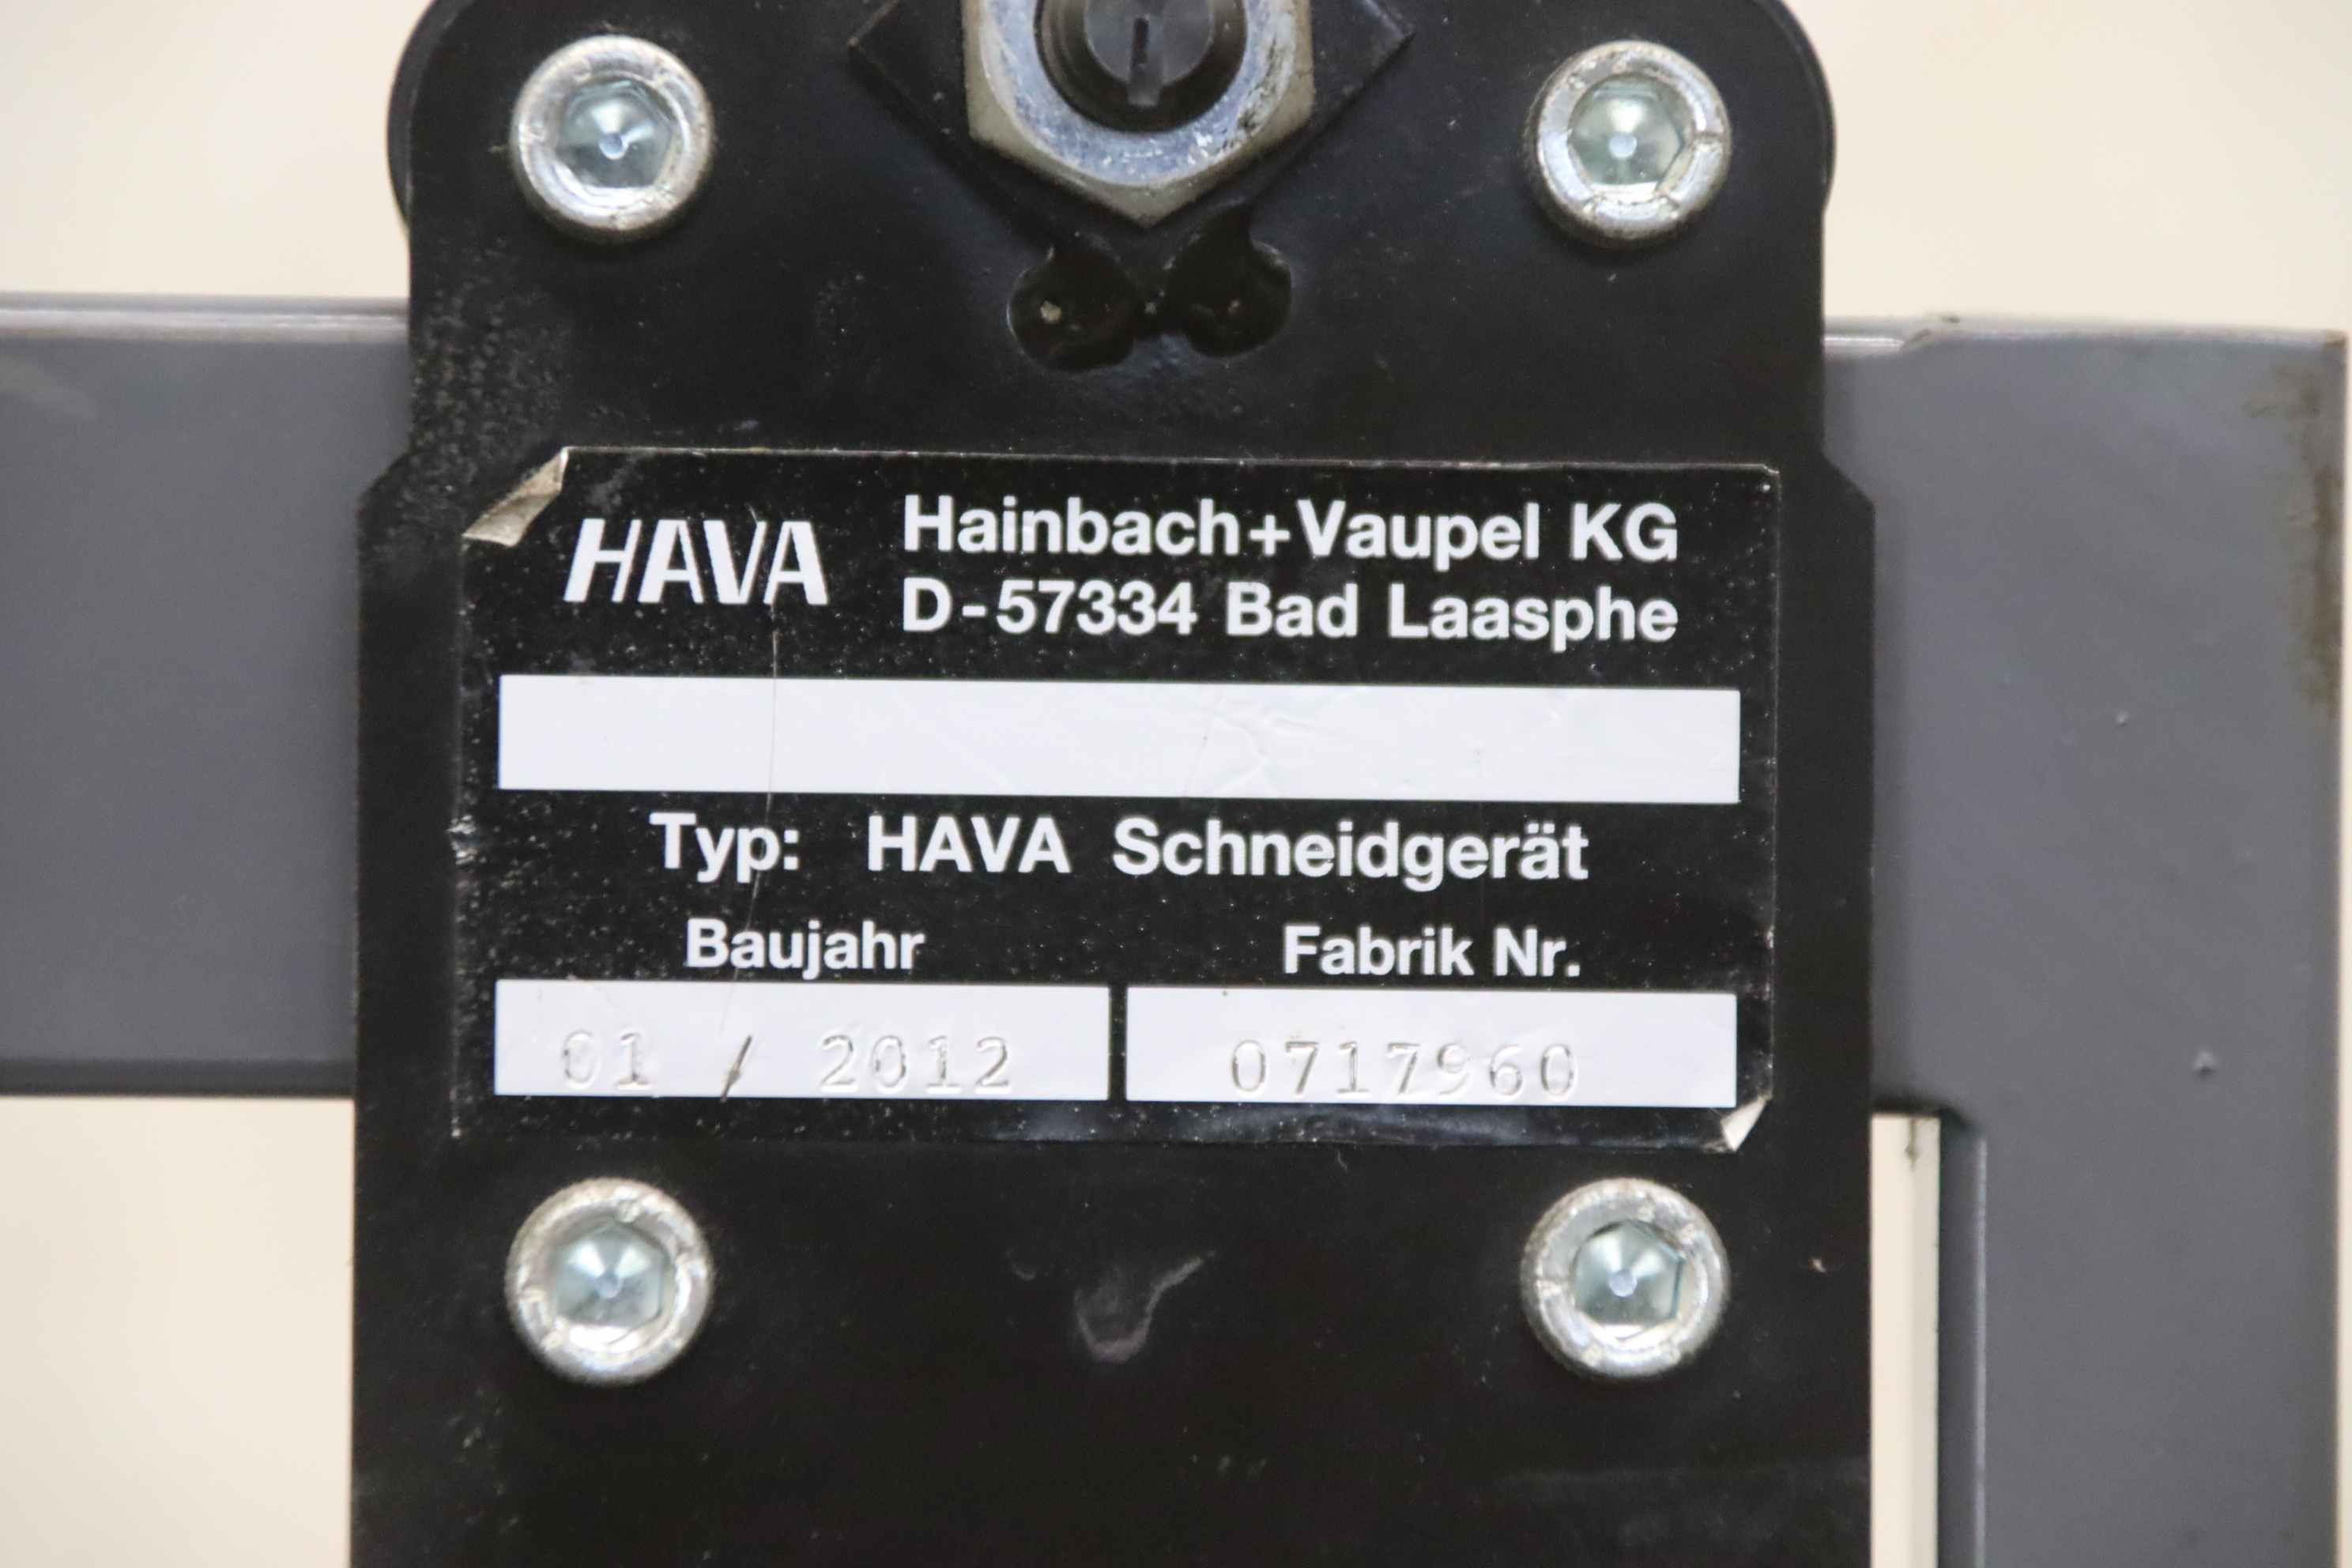 HAVA
Hainbach+Vaupel KG
D-57334 Bad Laasphe
Typ: HAVA Schneidgerät
Baujahr Fabrik Nr.
01 / 2012 0717960